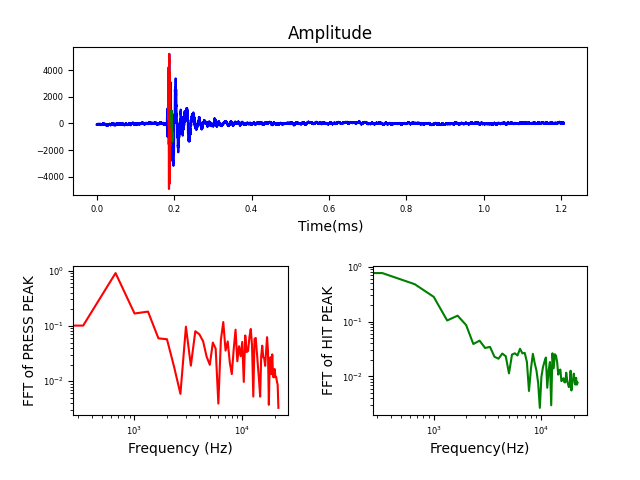 Amplitude
4000
2000
0
−2000
−4000
0.0 0.2 0.4 0.6 0.8 1.0 1.2
Time(ms)
FFT of PRESS PEAK
10⁰
10⁻¹
10⁻²
10³ 10⁴
Frequency (Hz)
FFT of HIT PEAK
10⁰
10⁻¹
10⁻²
10³ 10⁴
Frequency(Hz)